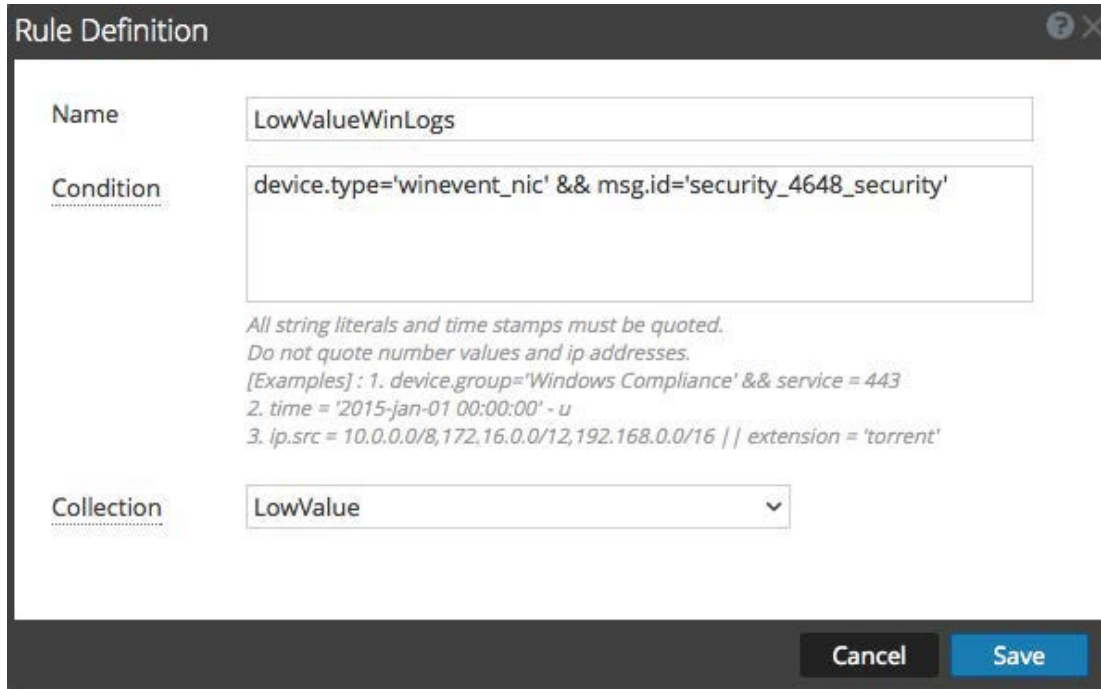 Rule Definition
Name
LowValueWinLogs
Condition
device.type='winevent_nic' && msg.id='security_4648_security'
All string literals and time stamps must be quoted.
Do not quote number values and ip addresses.
[Examples] : 1. device.group='Windows Compliance' && service = 443
2. time = '2015-jan-01 00:00:00' - u
3. ip.src = 10.0.0.0/8,172.16.0.0/12,192.168.0.0/16 || extension = 'torrent'
Collection
LowValue
Cancel
Save